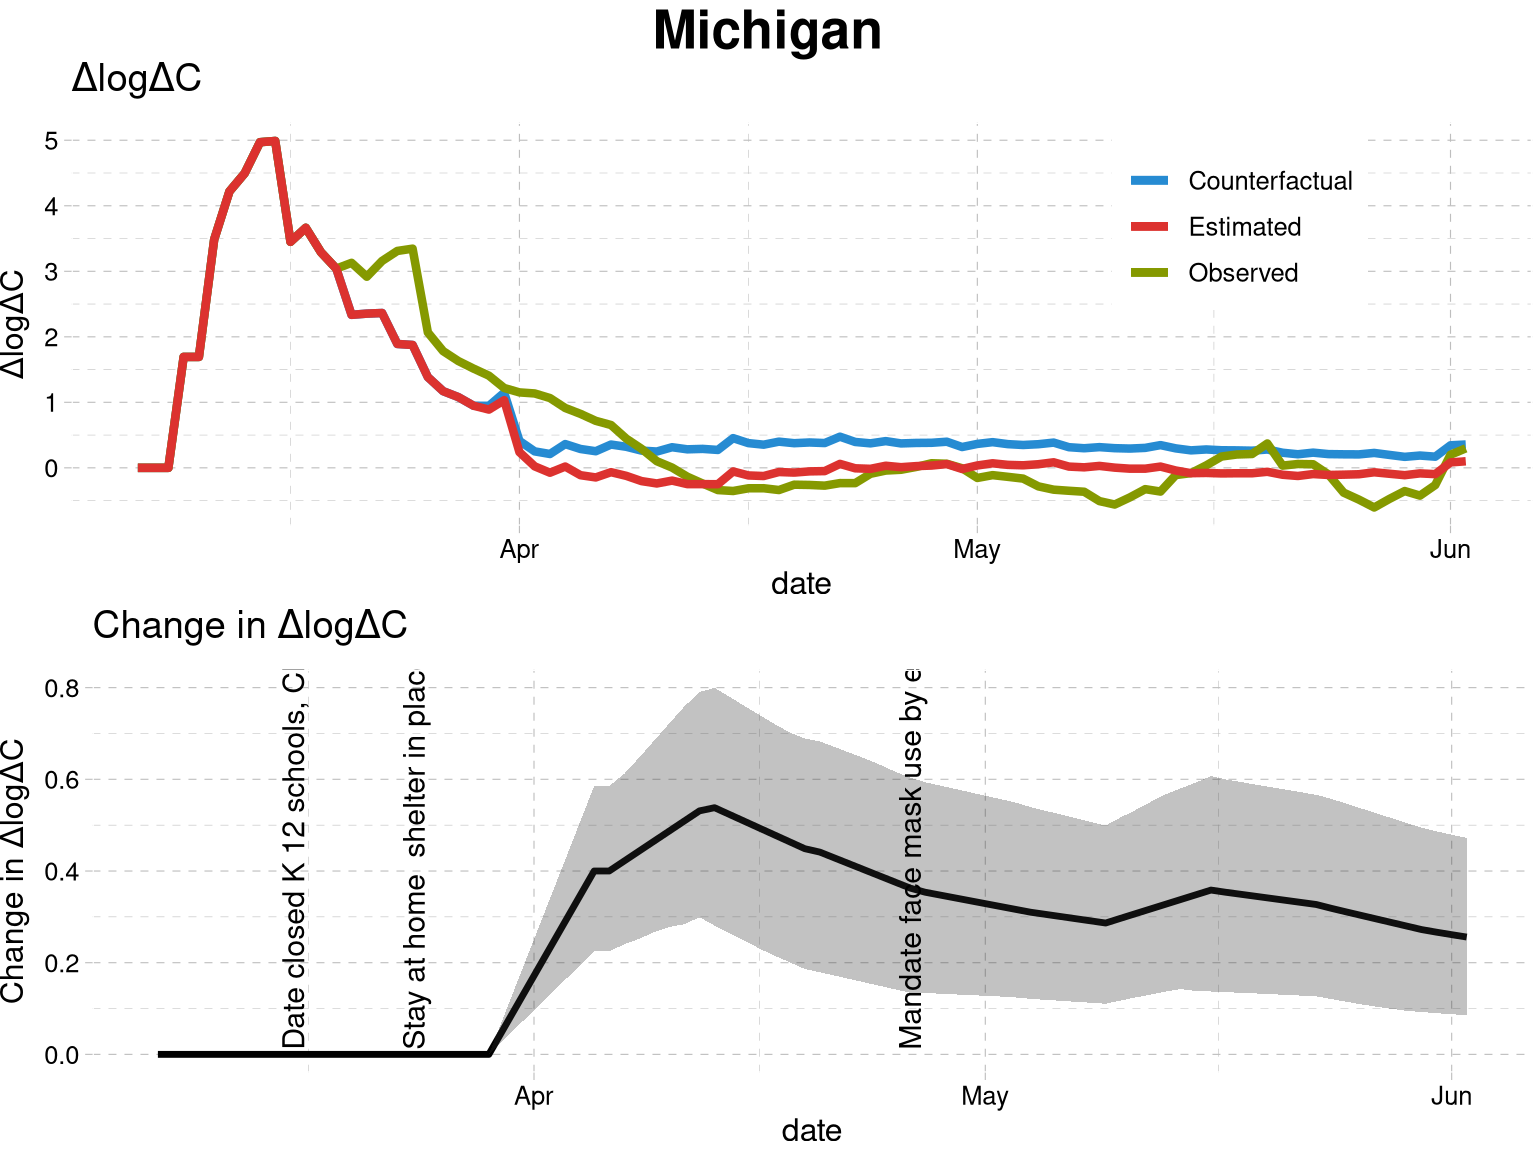 Michigan
ΔlogΔC
ΔlogΔC
5
4
3
2
1
0
Counterfactual
Estimated
Observed
Apr
May
Jun
date
Change in ΔlogΔC
Change in ΔlogΔC
0.8
0.6
0.4
0.2
0.0
Date closed K 12 schools,
Stay at home  shelter in plac
Mandate face mask use by e
Apr
May
Jun
date